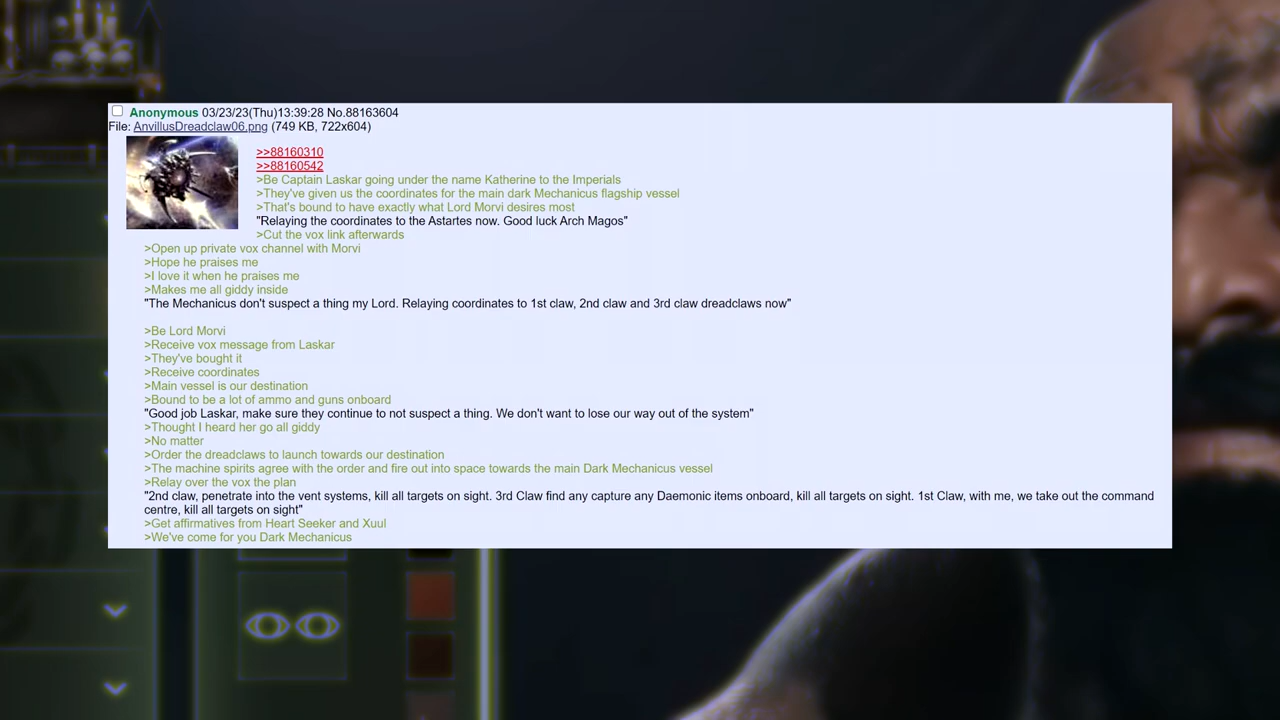 Anonymous 03/23/23(Thu)13:39:28 No.88163604
File: AnvillusDreadclaw06.png (749 KB, 722x604)
>>88160310
>>88160542
>Be Captain Laskar going under the name Katherine to the Imperials
>They've given us the coordinates for the main dark Mechanicus flagship vessel
>That's bound to have exactly what Lord Morvi desires most
"Relaying the coordinates to the Astartes now. Good luck Arch Magos"
>Cut the vox link afterwards
>Open up private vox channel with Morvi
>Hope he praises me
>I love it when he praises me
>Makes me all giddy inside
"The Mechanicus don't suspect a thing my Lord. Relaying coordinates to 1st claw, 2nd claw and 3rd claw dreadclaws now"
>Be Lord Morvi
>Receive vox message from Laskar
>They've bought it
>Receive coordinates
>Main vessel is our destination
>Bound to be a lot of ammo and guns onboard
"Good job Laskar, make sure they continue to not suspect a thing. We don't want to lose our way out of the system"
>Thought I heard her go all giddy
>No matter
>Order the dreadclaws to launch towards our destination
>The machine spirits agree with the order and fire out into space towards the main Dark Mechanicus vessel
>Relay over the vox the plan
"2nd claw, penetrate into the vent systems, kill all targets on sight. 3rd Claw find any capture any Daemonic items onboard, kill all targets on sight. 1st Claw, with me, we take out the command
centre, kill all targets on sight"
>Get affirmatives from Heart Seeker and Xuul
>We've come for you Dark Mechanicus